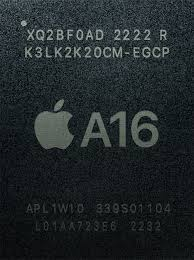 XQ2BF0AD 2222 R
K3LK2K20CM-EGCP
A16
APL1W10 339S01104
L01AA723E6 2232